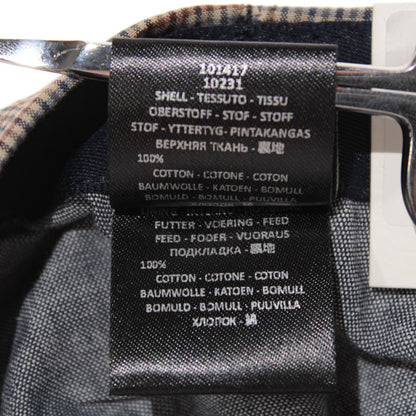 101417
10231
SHELL - TESSUTO - TISSU
OBERSTOFF - STOF - STOFF
STOF - YTTERTYG - PINTAKANGAS
ВЕРХНЯЯ ТКАНЬ - 裏地
100%
COTTON - COTONE - COTON
BAUMWOLLE - KATOEN - BOMULL
BOMULD - BOMULL - PUUVILLA
FUTTER - VOERING - FEED
FEED - FODER - VUORAUS
ПОДКЛАДКА - 裏地
100%
COTTON - COTONE - COTON
BAUMWOLLE - KATOEN - BOMULL
BOMULD - BOMULL - PUUVILLA
ХЛОПОК - 綿